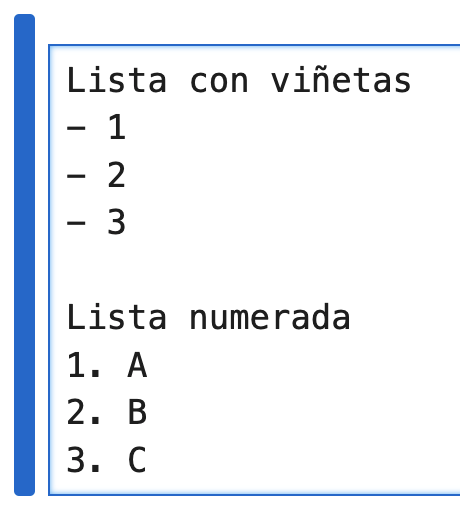 Lista con viñetas
- 1
- 2
- 3

Lista numerada
1. A
2. B
3. C